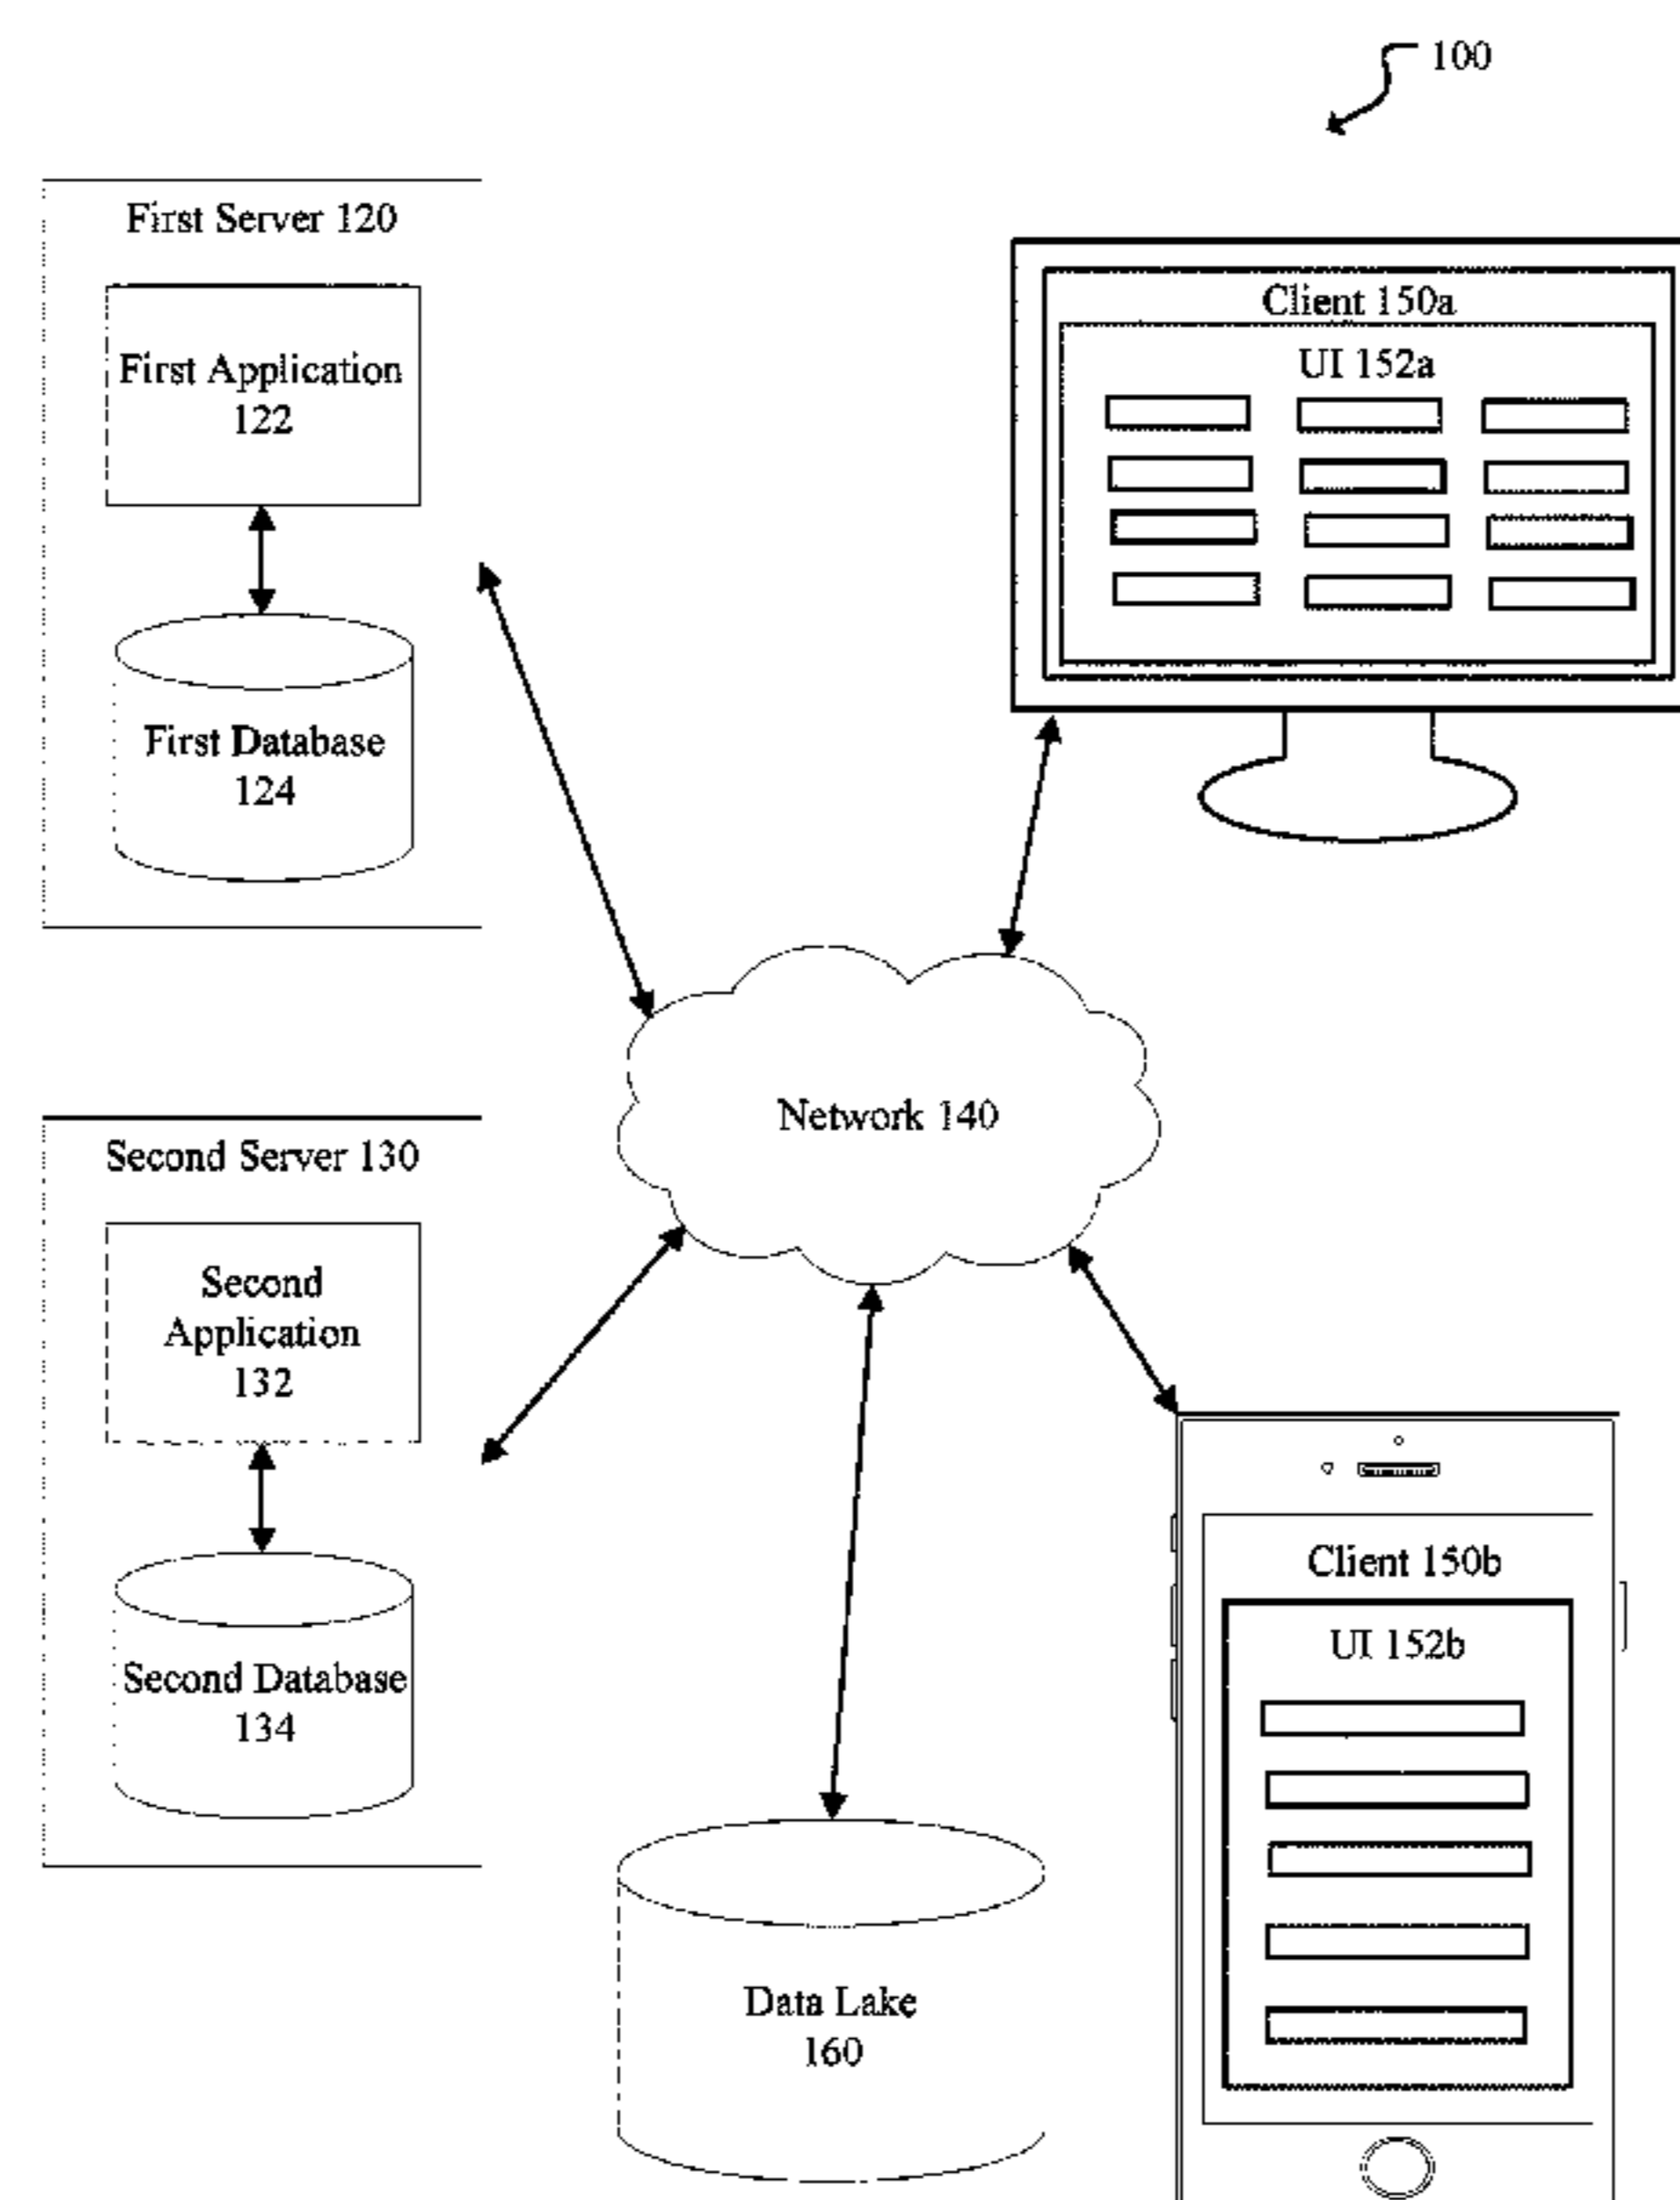 100
First Server 120
First Application
122
First Database
124
Client 150a
UI 152a
Network 140
Second Server 130
Second
Application
132
Second Database
134
Data Lake
160
Client 150b
UI 152b